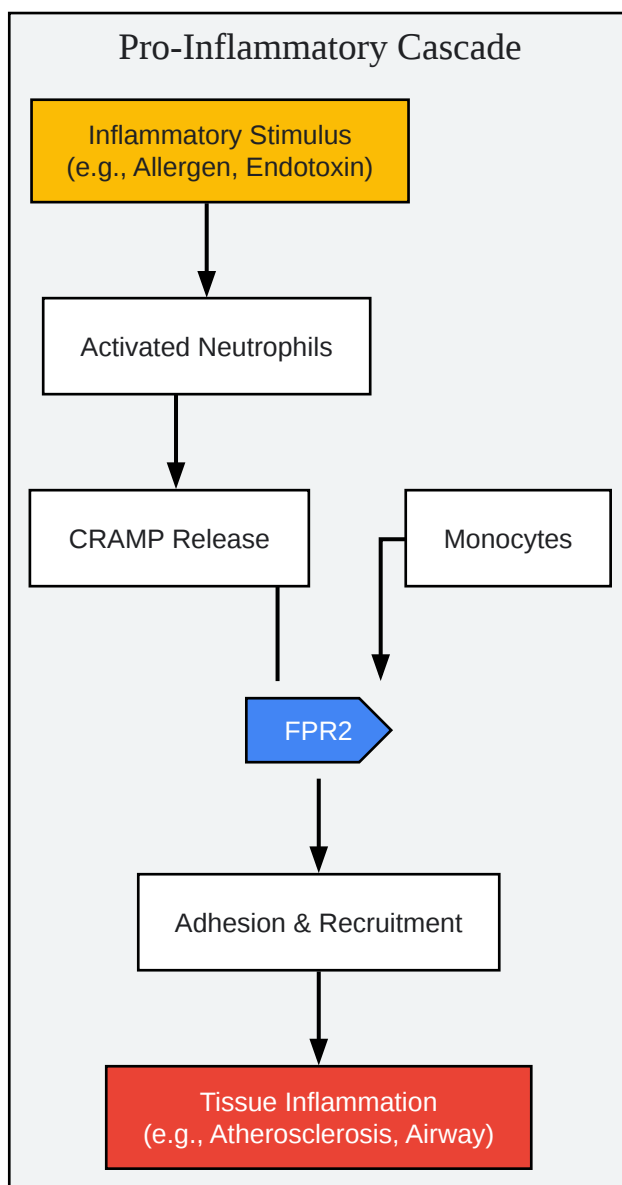 Pro-Inflammatory Cascade
Inflammatory Stimulus
(e.g., Allergen, Endotoxin)
Activated Neutrophils
CRAMP Release
Monocytes
FPR2
Adhesion & Recruitment
Tissue Inflammation
(e.g., Atherosclerosis, Airway)